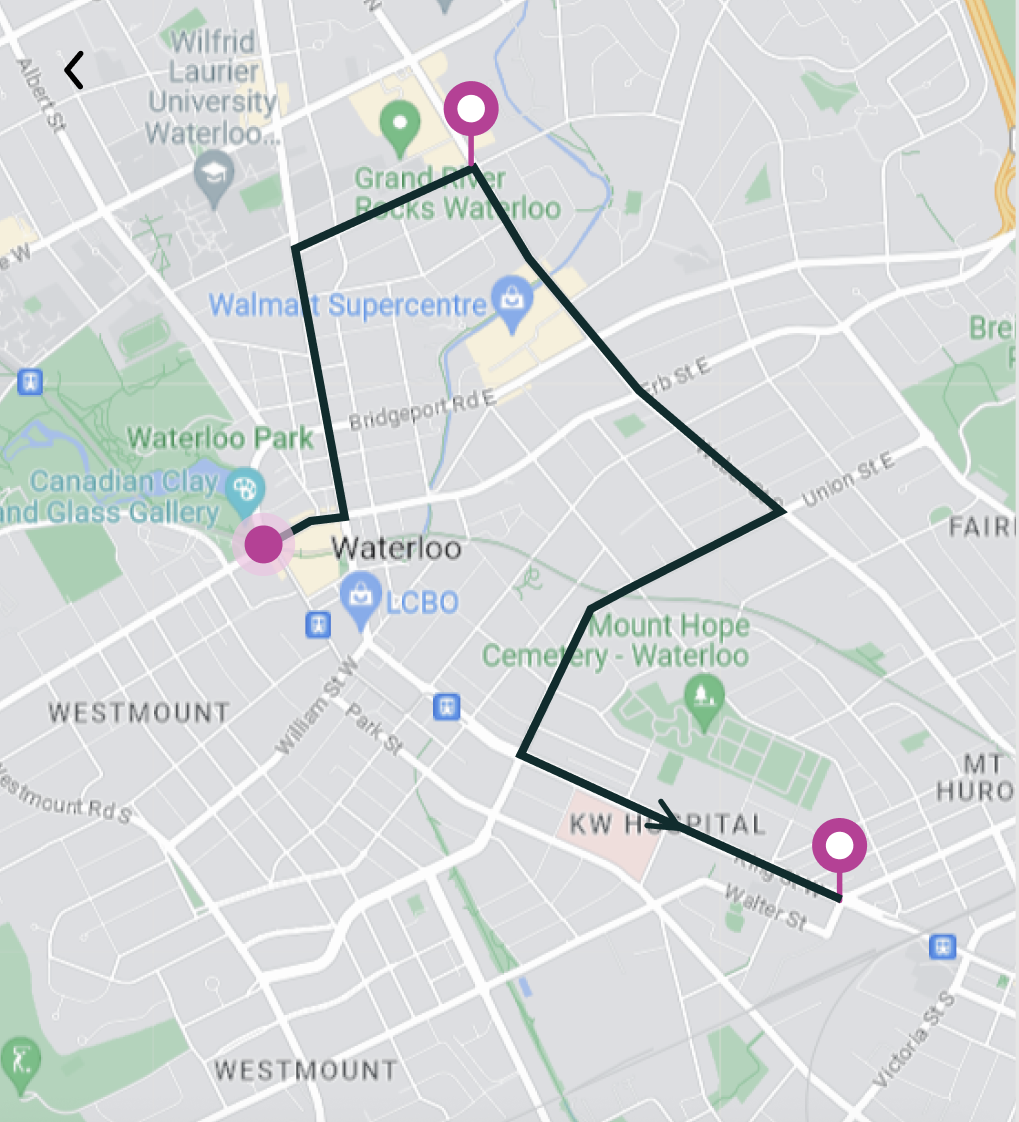 N
Wilfrid
Laurier
University
Waterloo...
Albert St
Grand River
Rocks Waterloo
e W
Walmart Supercentre
Bre
Erb St E
Bridgeport Rd E
Waterloo Park
Canadian Clay
and Glass Gallery
Union St E
FAIR
Waterloo
LCBO
Mount Hope
Cemetery - Waterloo
WESTMOUNT
William St W
Park St
MT
HURO
Westmount Rd S
KW HOSPITAL
King St W
Walter St
Victoria St S
WESTMOUNT